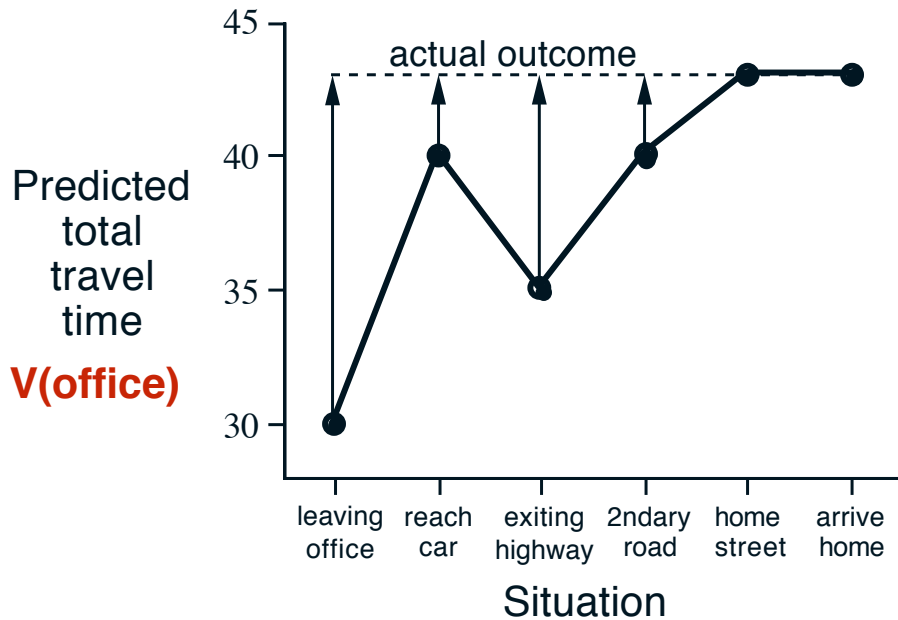 45
actual outcome
40
Predicted
total
travel
time
35
V(office)
30
leaving
office
reach
car
exiting
highway
2ndary
road
home
street
arrive
home
Situation